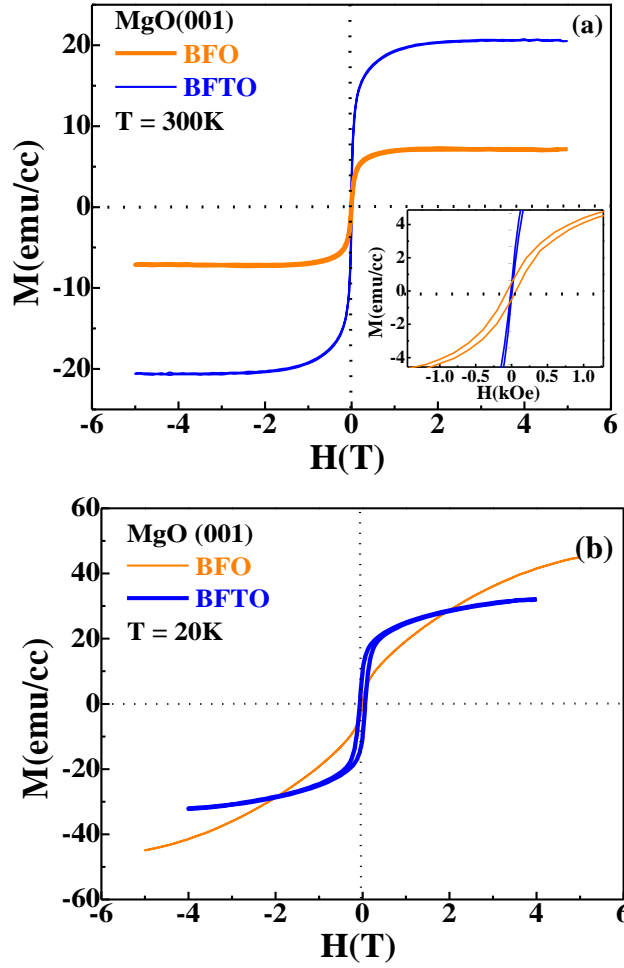 MgO(001)
(a)
BFO
BFTO
T = 300K
20
10
0
-10
-20
M(emu/cc)
4
2
0
-2
-4
M(emu/cc)
-1.0 -0.5 0 0.5 1.0
H(kOe)
-6 -4 -2 0 2 4 6
H(T)
60
MgO (001)
(b)
BFO
BFTO
T = 20K
40
20
0
-20
-40
-60
M(emu/cc)
-6 -4 -2 0 2 4 6
H(T)